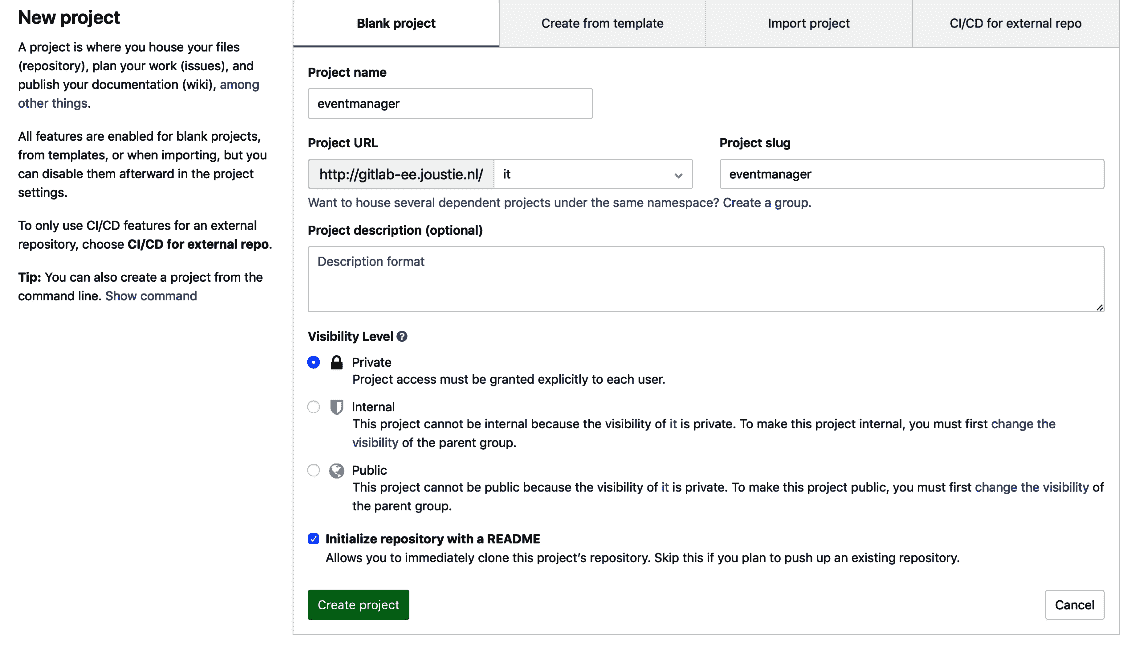 New project
A project is where you house your files
(repository), plan your work (issues), and
publish your documentation (wiki), among
other things.
All features are enabled for blank projects,
from templates, or when importing, but you
can disable them afterward in the project
settings.
To only use CI/CD features for an external
repository, choose CI/CD for external repo.
Tip: You can also create a project from the
command line. Show command
Blank project
Create from template
Import project
CI/CD for external repo
Project name
eventmanager
Project URL
http://gitlab-ee.joustie.nl/
it
Project slug
eventmanager
Want to house several dependent projects under the same namespace? Create a group.
Project description (optional)
Description format
Visibility Level
Private
Project access must be granted explicitly to each user.
Internal
This project cannot be internal because the visibility of it is private. To make this project internal, you must first change the
visibility of the parent group.
Public
This project cannot be public because the visibility of it is private. To make this project public, you must first change the visibility of
the parent group.
Initialize repository with a README
Allows you to immediately clone this project's repository. Skip this if you plan to push up an existing repository.
Create project
Cancel